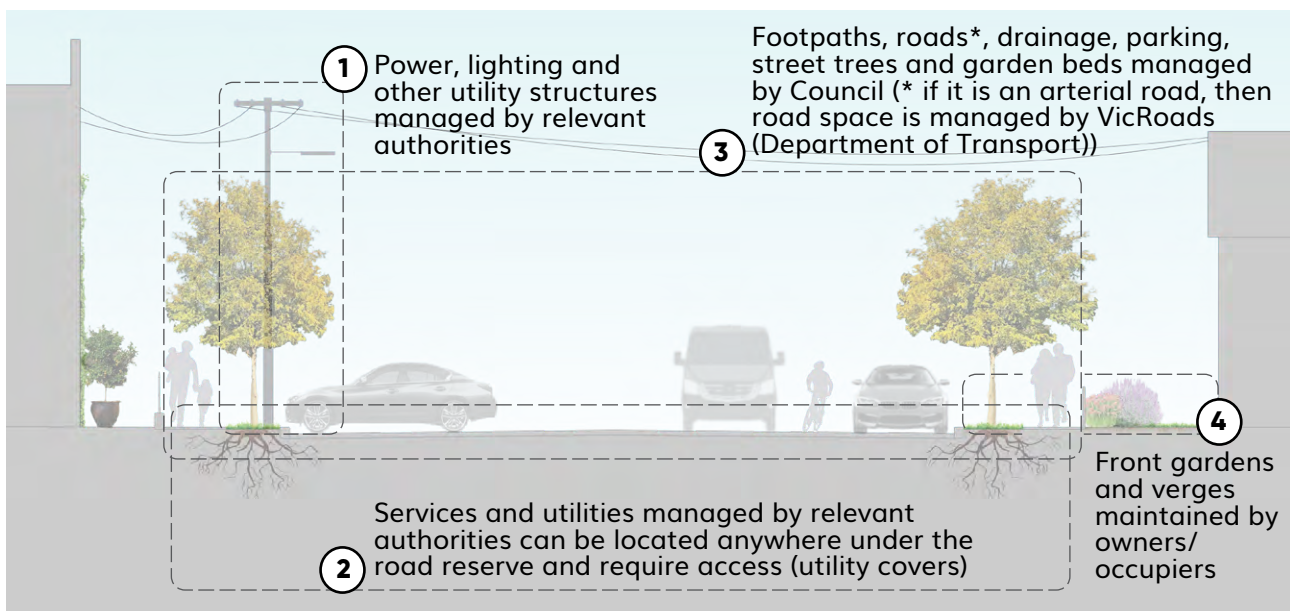 1
Power, lighting and
other utility structures
managed by relevant
authorities
Footpaths, roads*, drainage, parking,
street trees and garden beds managed
by Council (* if it is an arterial road, then
road space is managed by VicRoads
(Department of Transport))
3
4
Front gardens
and verges
maintained by
owners/
occupiers
Services and utilities managed by relevant
authorities can be located anywhere under the
road reserve and require access (utility covers)
2